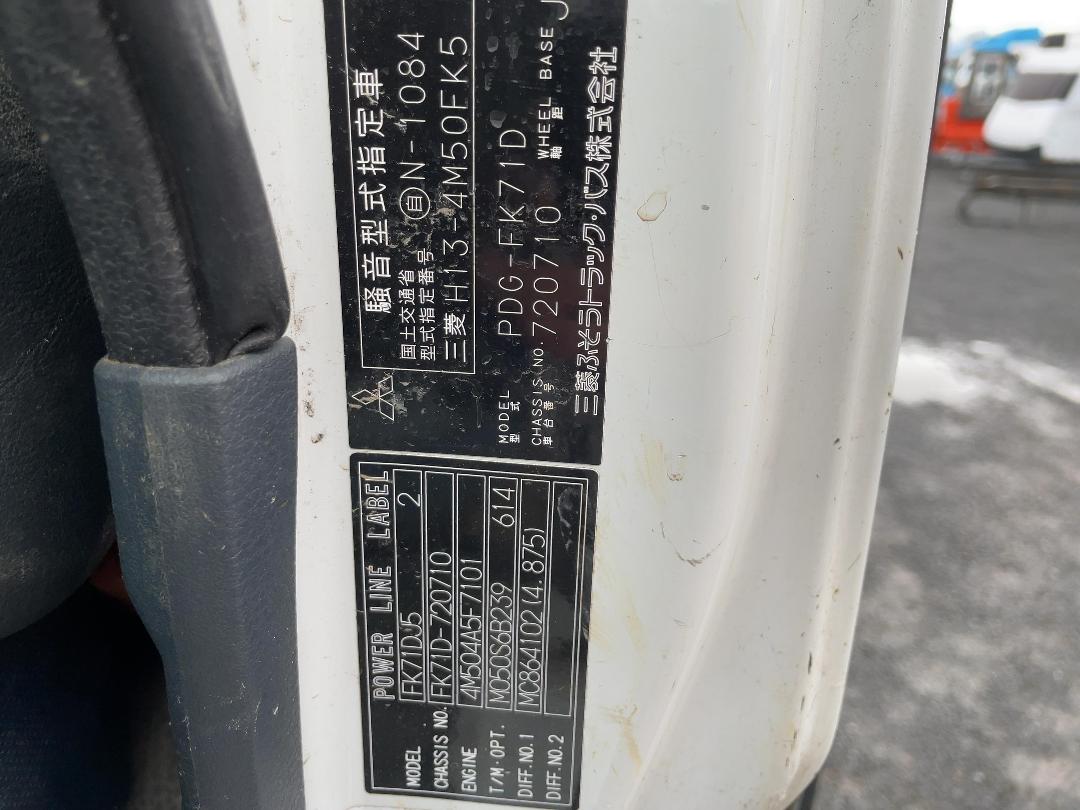 騒音型式指定車
国土交通省
型式指定番号 自N-1084
三菱 H13-4M50FK5
MODEL PDG-FK71D WHEEL BASE J
型式 軸距
CHASSIS NO. 720710
車台番号
三菱ふそうトラック・バス株式会社
POWER LINE LABEL
MODEL FK71DJ5 2
CHASSIS NO. FK71D-720710
ENGINE 4M504A5F7101
T/M·OPT. M050S6B239 614
DIFF.NO.1 MC864102(4.875)
DIFF.NO.2